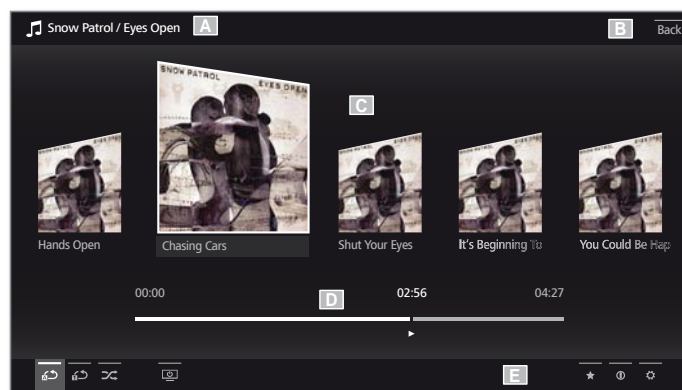 Snow Patrol / Eyes Open
A
B
Back
SNOW PATROL
EYES OPEN
C
Hands Open
Chasing Cars
Shut Your Eyes
It's Beginning To
You Could Be Hap
00:00
D
02:56
04:27
E